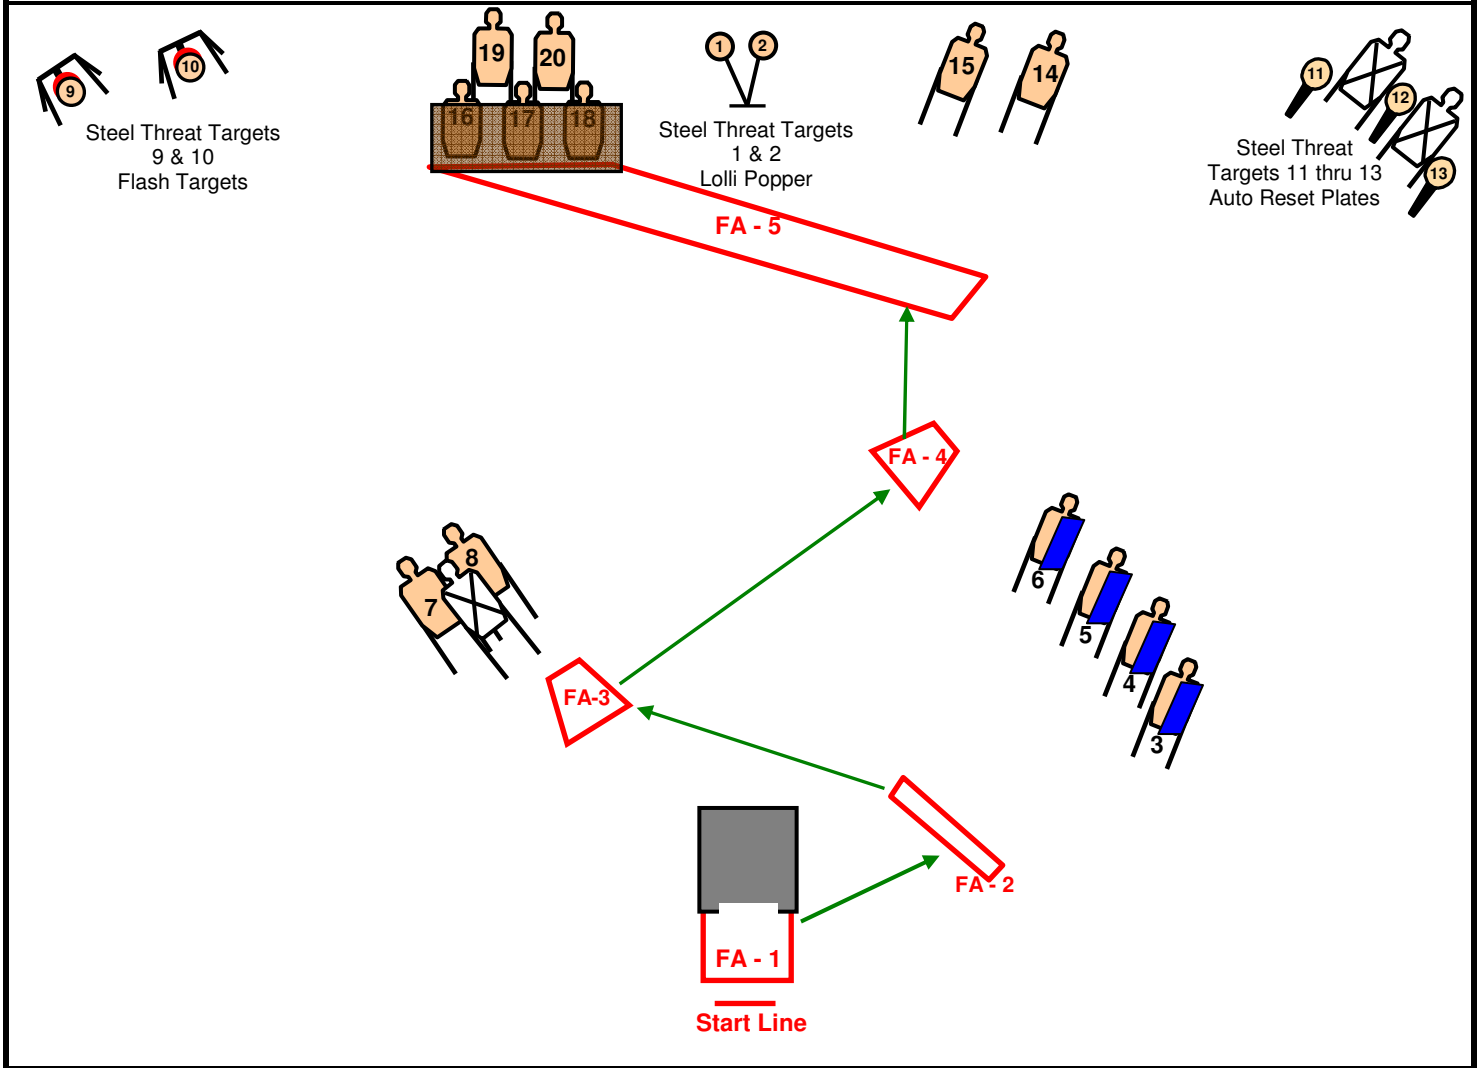 19
20
1
2
15
14
9
10
11
12
13
16
17
18
Steel Threat Targets
9 & 10
Flash Targets
Steel Threat Targets
1 & 2
Lolli Popper
Steel Threat
Targets 11 thru 13
Auto Reset Plates
FA - 5
FA - 4
6
5
4
3
8
7
FA-3
FA - 2
FA - 1
Start Line